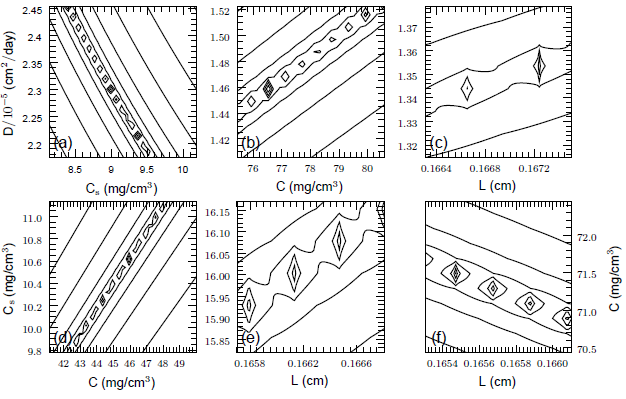 2.45
2.4
2.35
2.3
2.25
2.2
D/10⁻⁵ (cm²/day)
(a)
8.5 9 9.5 10
Cₛ (mg/cm³)
1.52
1.50
1.48
1.46
1.44
1.42
(b)
76 77 78 79 80
C (mg/cm³)
1.37
1.36
1.35
1.34
1.33
1.32
(c)
0.1664 0.1668 0.1672
L (cm)
11.0
10.8
10.6
10.4
10.2
10.0
9.8
Cₛ (mg/cm³)
(d)
42 43 44 45 46 47 48 49
C (mg/cm³)
16.15
16.10
16.05
16.00
15.95
15.90
15.85
(e)
0.1658 0.1662 0.1666
L (cm)
(f)
0.1654 0.1656 0.1658 0.1660
L (cm)
72.0
71.5
71.0
70.5
C (mg/cm³)